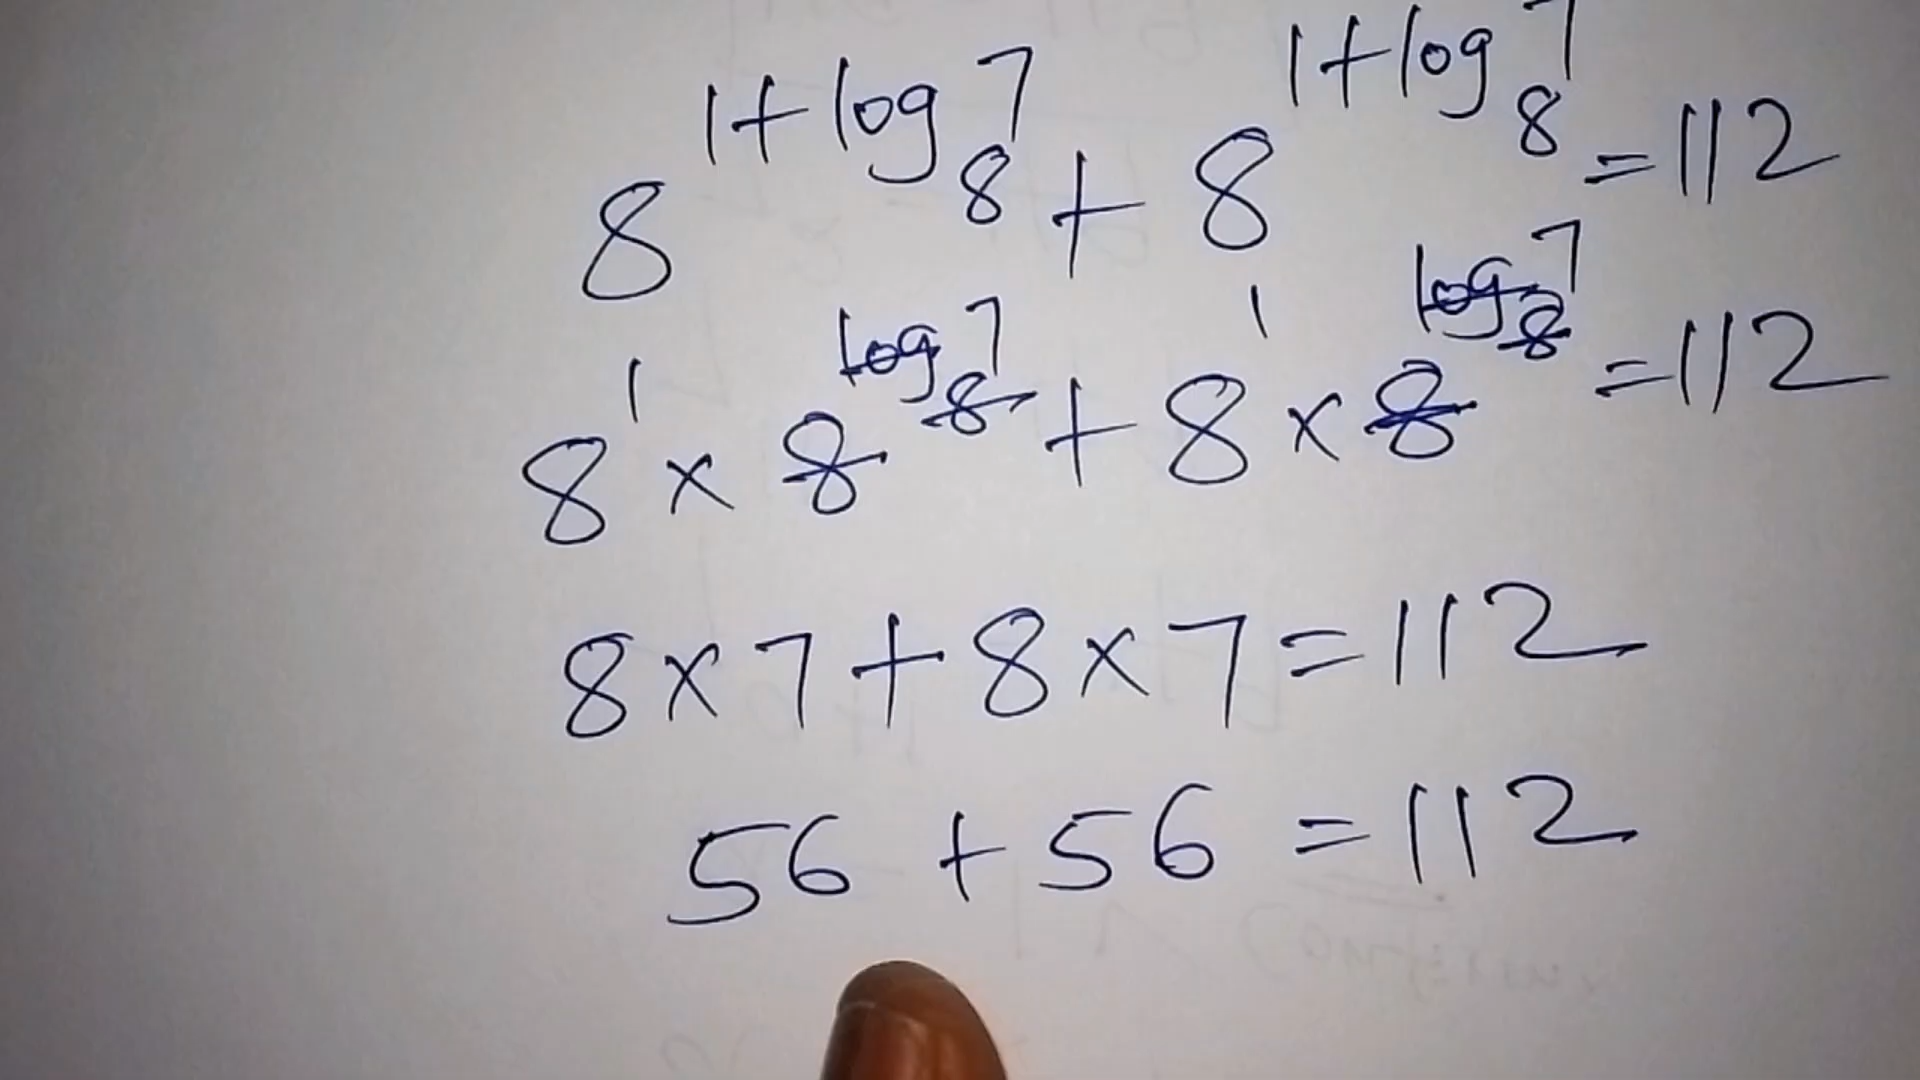 8^{1+log_8 7} + 8^{1+log_8 7} = 112
8^1 × 8^{log_8 7} + 8^1 × 8^{log_8 7} = 112
8 × 7 + 8 × 7 = 112
56 + 56 = 112